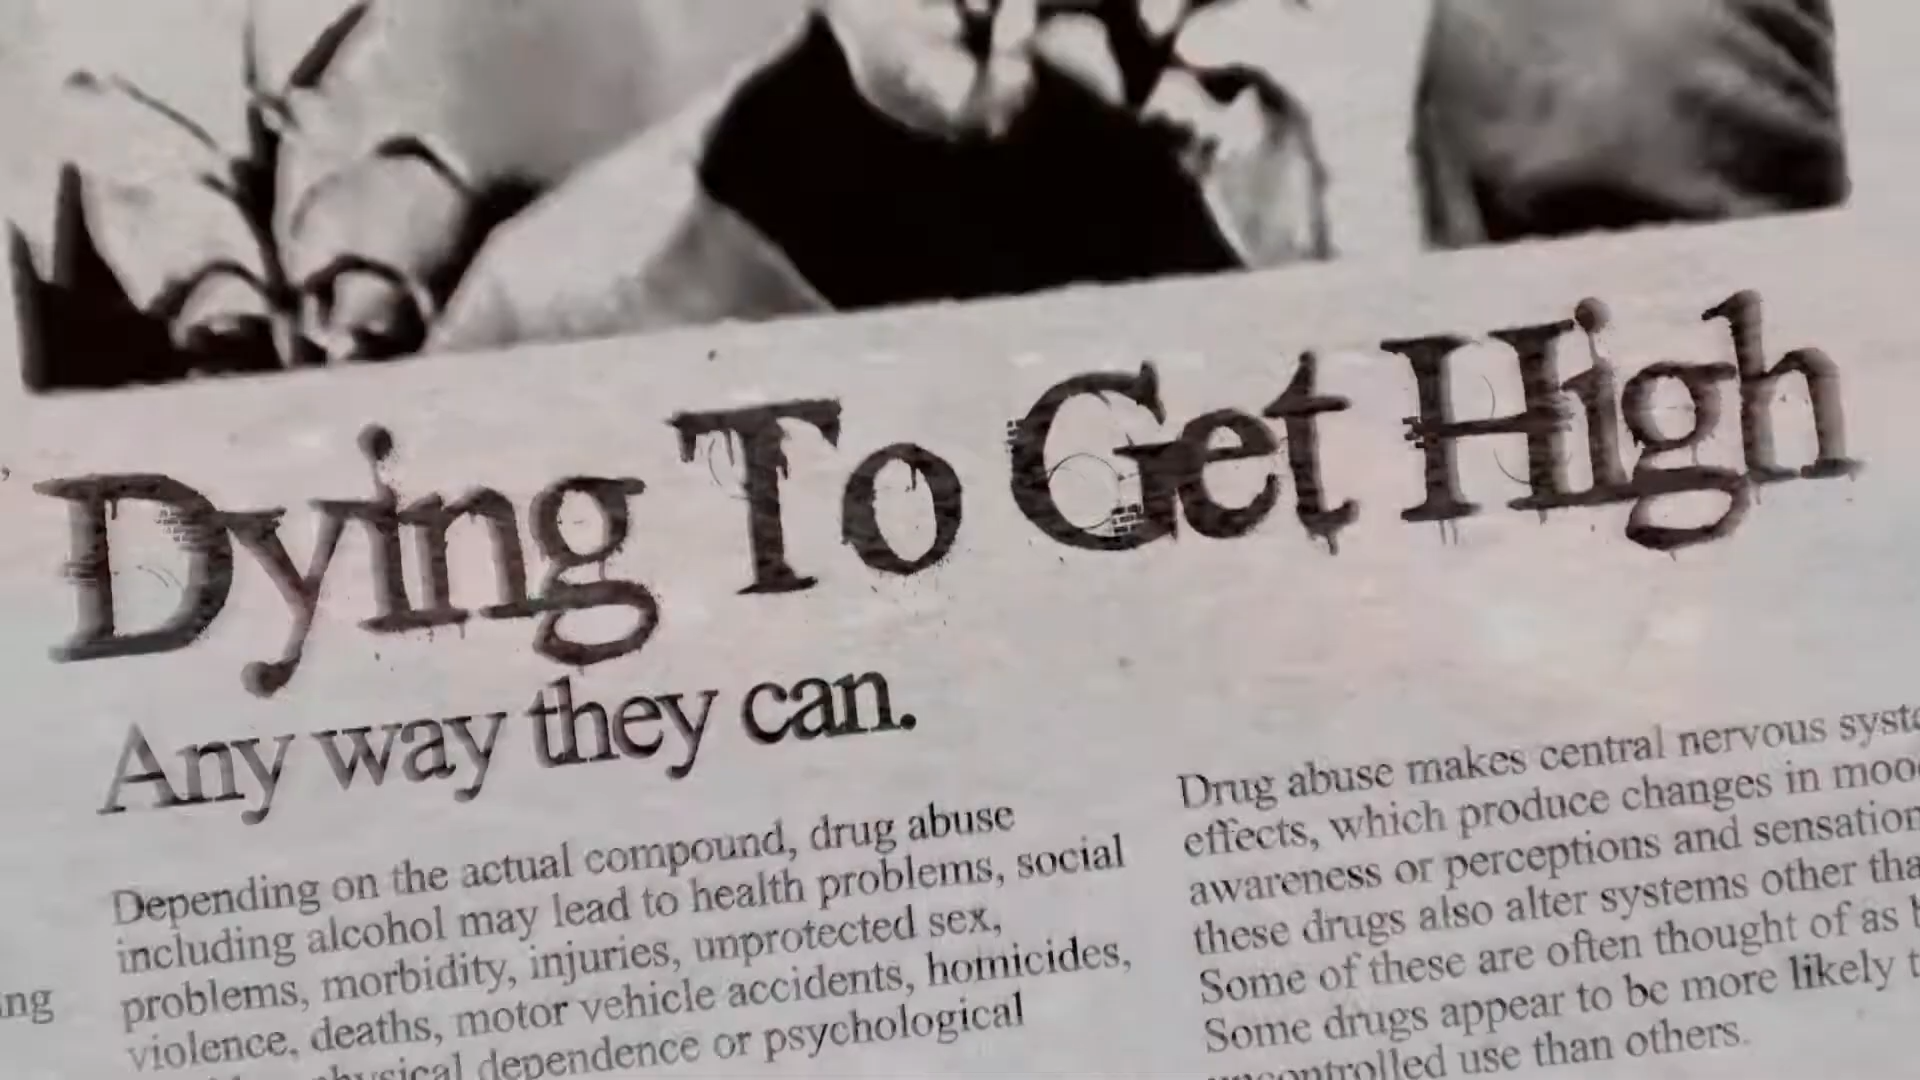 Dying To Get High
Any way they can.
Depending on the actual compound, drug abuse
including alcohol may lead to health problems, social
problems, morbidity, injuries, unprotected sex,
violence, deaths, motor vehicle accidents, homicides,
physical dependence or psychological
Drug abuse makes central nervous
effects, which produce changes in
awareness or perceptions and
these drugs also alter systems other
Some of these are often thought of as
Some drugs appear to be more likely
uncontrolled use than others.